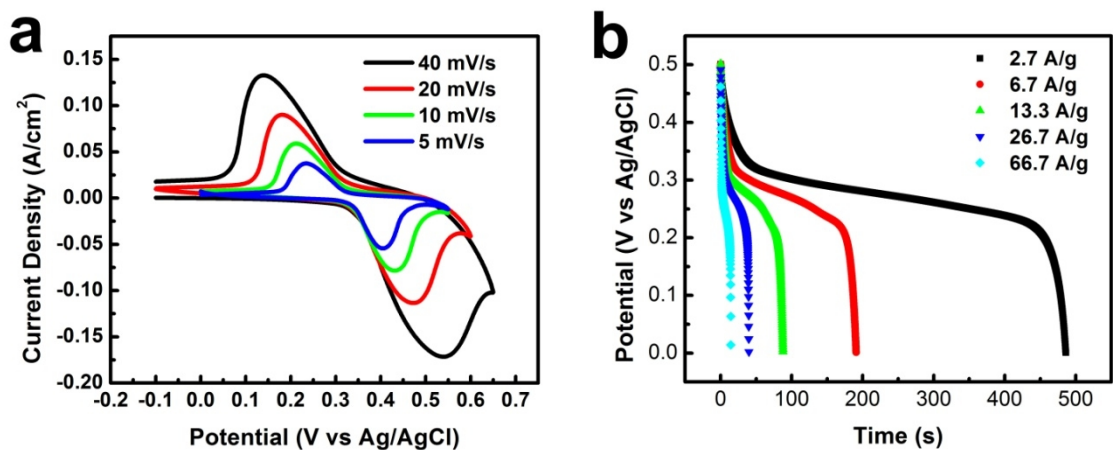 a
0.15
0.10
0.05
0.00
-0.05
-0.10
-0.15
-0.20
Current Density (A/cm²)
40 mV/s
20 mV/s
10 mV/s
5 mV/s
-0.2 -0.1 0.0 0.1 0.2 0.3 0.4 0.5 0.6 0.7
Potential (V vs Ag/AgCl)
b
0.5
0.4
0.3
0.2
0.1
0.0
Potential (V vs Ag/AgCl)
2.7 A/g
6.7 A/g
13.3 A/g
26.7 A/g
66.7 A/g
0 100 200 300 400 500
Time (s)